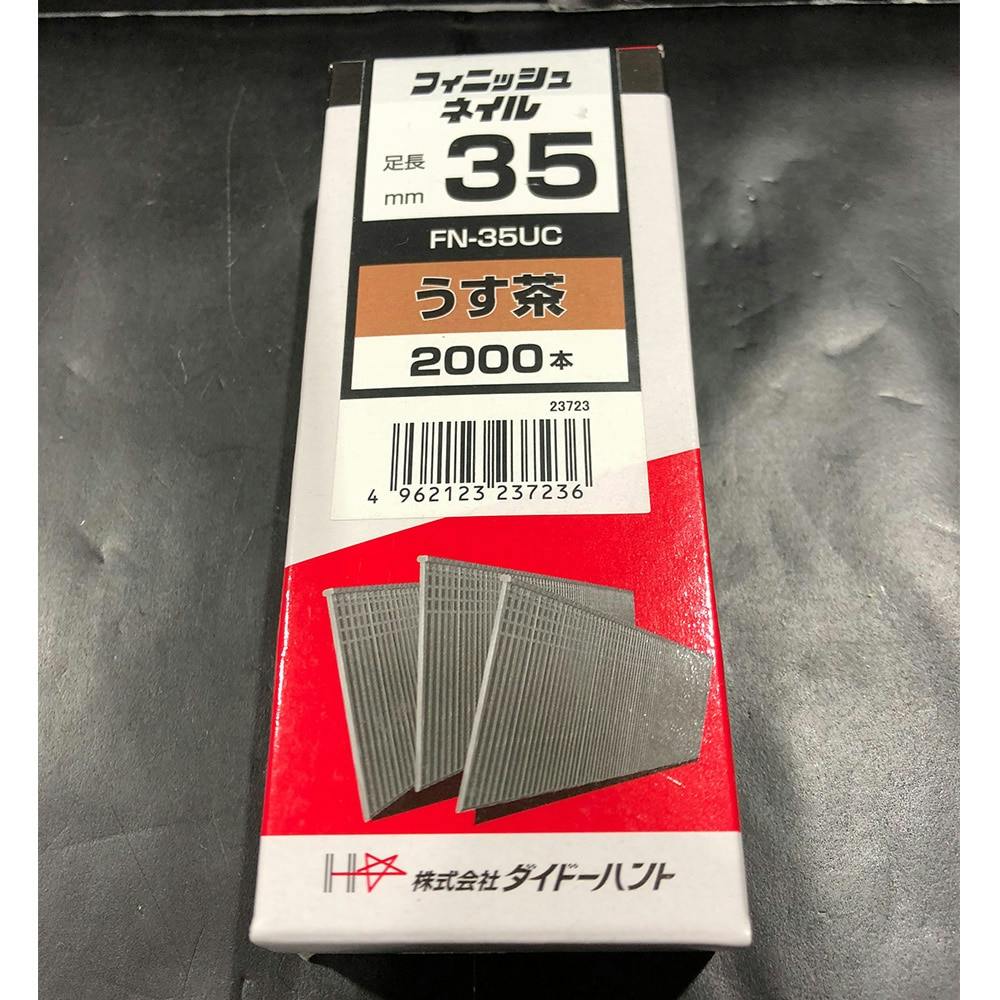 フィニッシュ
ネイル
足長
mm
35
FN-35UC
うす茶
2000本
23723
4 962123 237236
株式会社 ダイドーハント